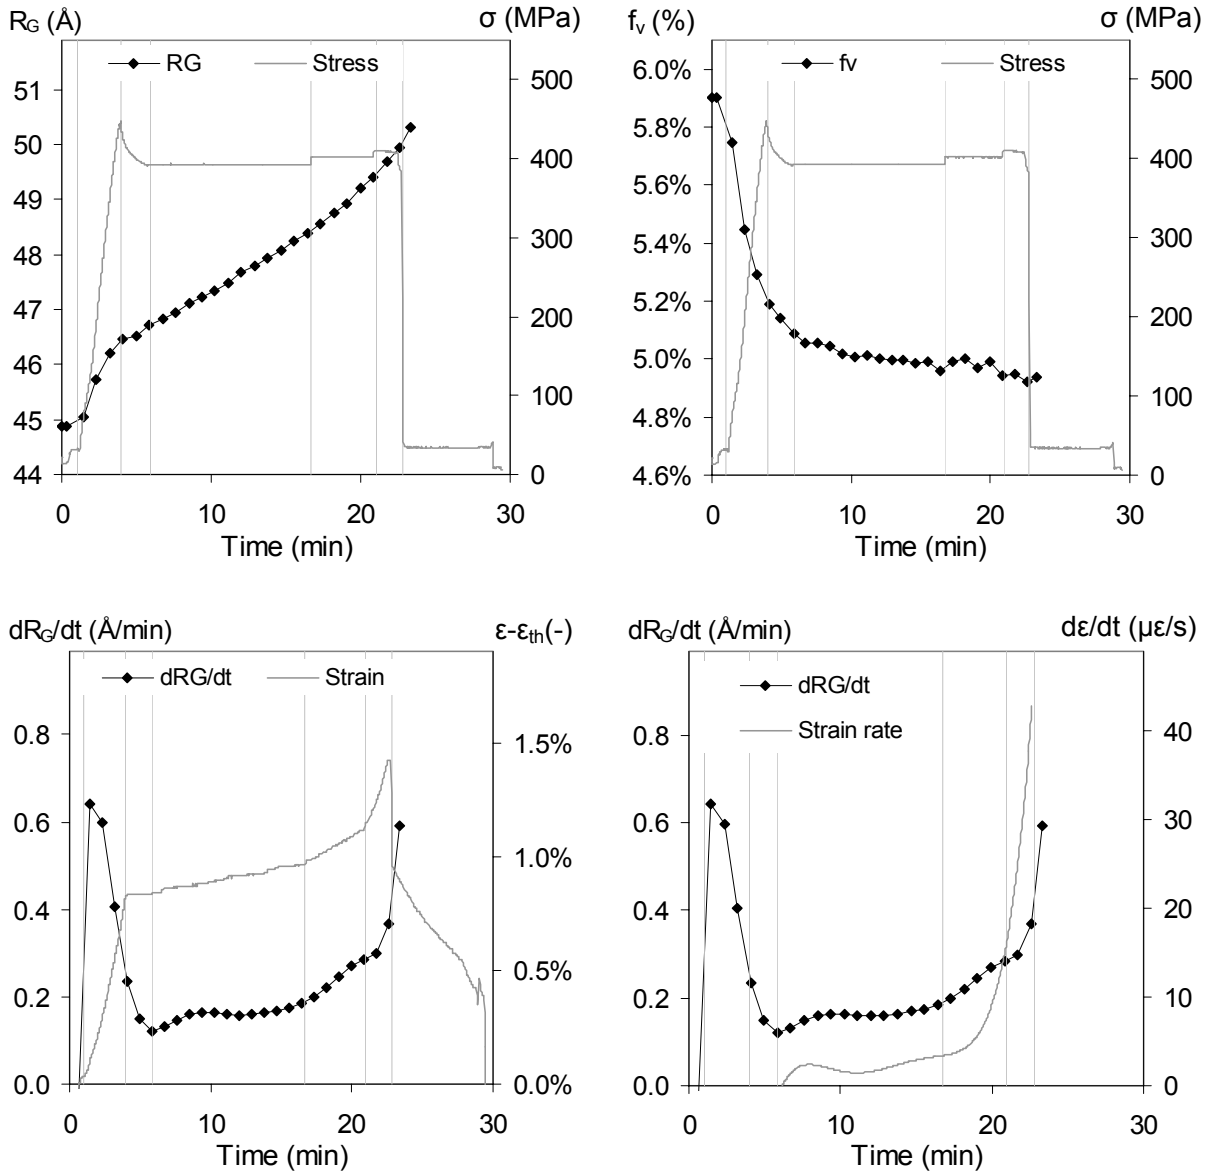 R_G (Å) σ (MPa)
RG Stress
51
50
49
48
47
46
45
44
500
400
300
200
100
0
0 10 20 30
Time (min)
f_v (%) σ (MPa)
fv Stress
6.0%
5.8%
5.6%
5.4%
5.2%
5.0%
4.8%
4.6%
500
400
300
200
100
0
0 10 20 30
Time (min)
dR_G/dt (Å/min) ε-ε_th(-)
dRG/dt Strain
0.8
0.6
0.4
0.2
0.0
1.5%
1.0%
0.5%
0.0%
0 10 20 30
Time (min)
dR_G/dt (Å/min) dε/dt (με/s)
dRG/dt
Strain rate
0.8
0.6
0.4
0.2
0.0
40
30
20
10
0
0 10 20 30
Time (min)